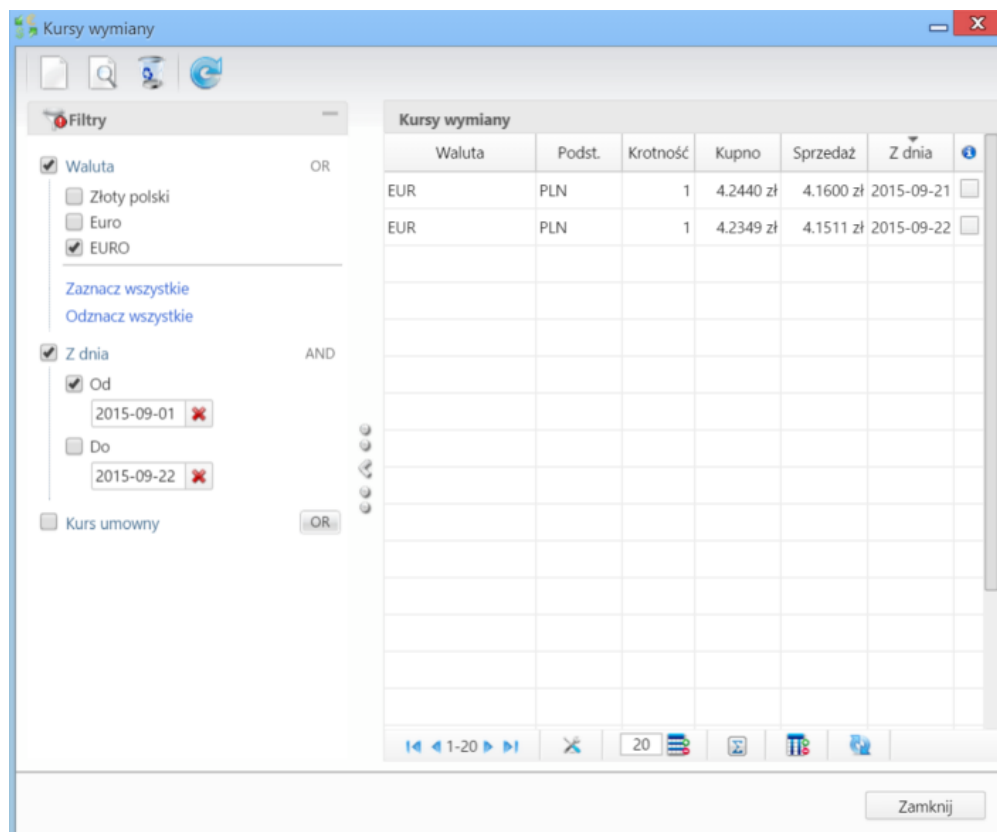 Kursy wymiany
Filtry
Waluta OR
Złoty polski
Euro
EURO
Zaznacz wszystkie
Odznacz wszystkie
Z dnia AND
Od
2015-09-01
Do
2015-09-22
Kurs umowny OR
Kursy wymiany
Waluta Podst. Krotność Kupno Sprzedaż Z dnia
EUR PLN 1 4.2440 zł 4.1600 zł 2015-09-21
EUR PLN 1 4.2349 zł 4.1511 zł 2015-09-22
1-20 20
Zamknij